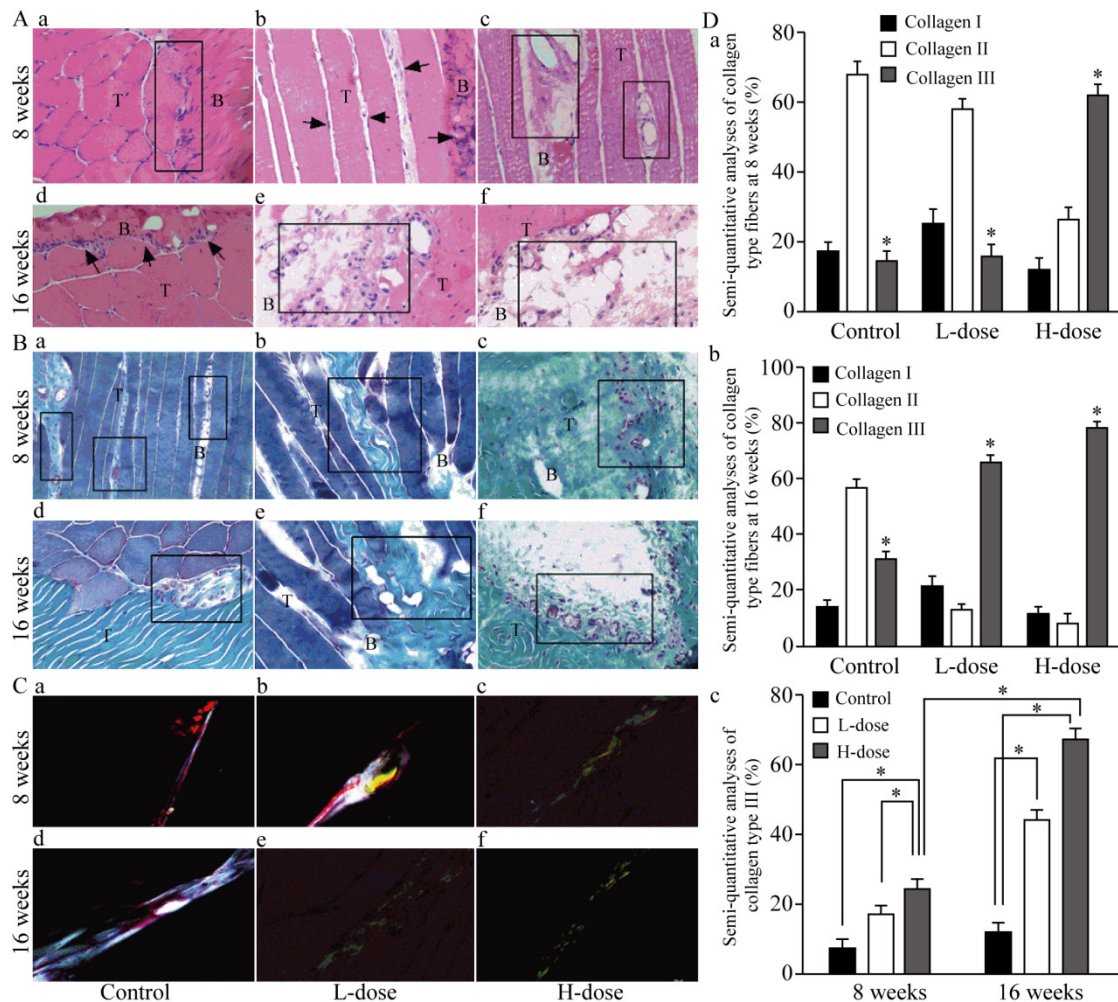 A a b c
8 weeks
T B T B B T
d e f
16 weeks
B T B T T B
B a b c
8 weeks
T B T B T B
d e f
16 weeks
T T B T
C a b c
8 weeks
d e f
16 weeks
Control L-dose H-dose
D
a
Semi-quantitative analyses of collagen
type fibers at 8 weeks (%)
Collagen I
Collagen II
Collagen III
80
60
40
20
0
* * *
Control L-dose H-dose
b
Semi-quantitative analyses of collagen
type fibers at 16 weeks (%)
Collagen I
Collagen II
Collagen III
100
80
60
40
20
0
* * *
Control L-dose H-dose
c
Semi-quantitative analyses of
collagen type III (%)
Control
L-dose
H-dose
80
60
40
20
0
* * * * *
8 weeks 16 weeks